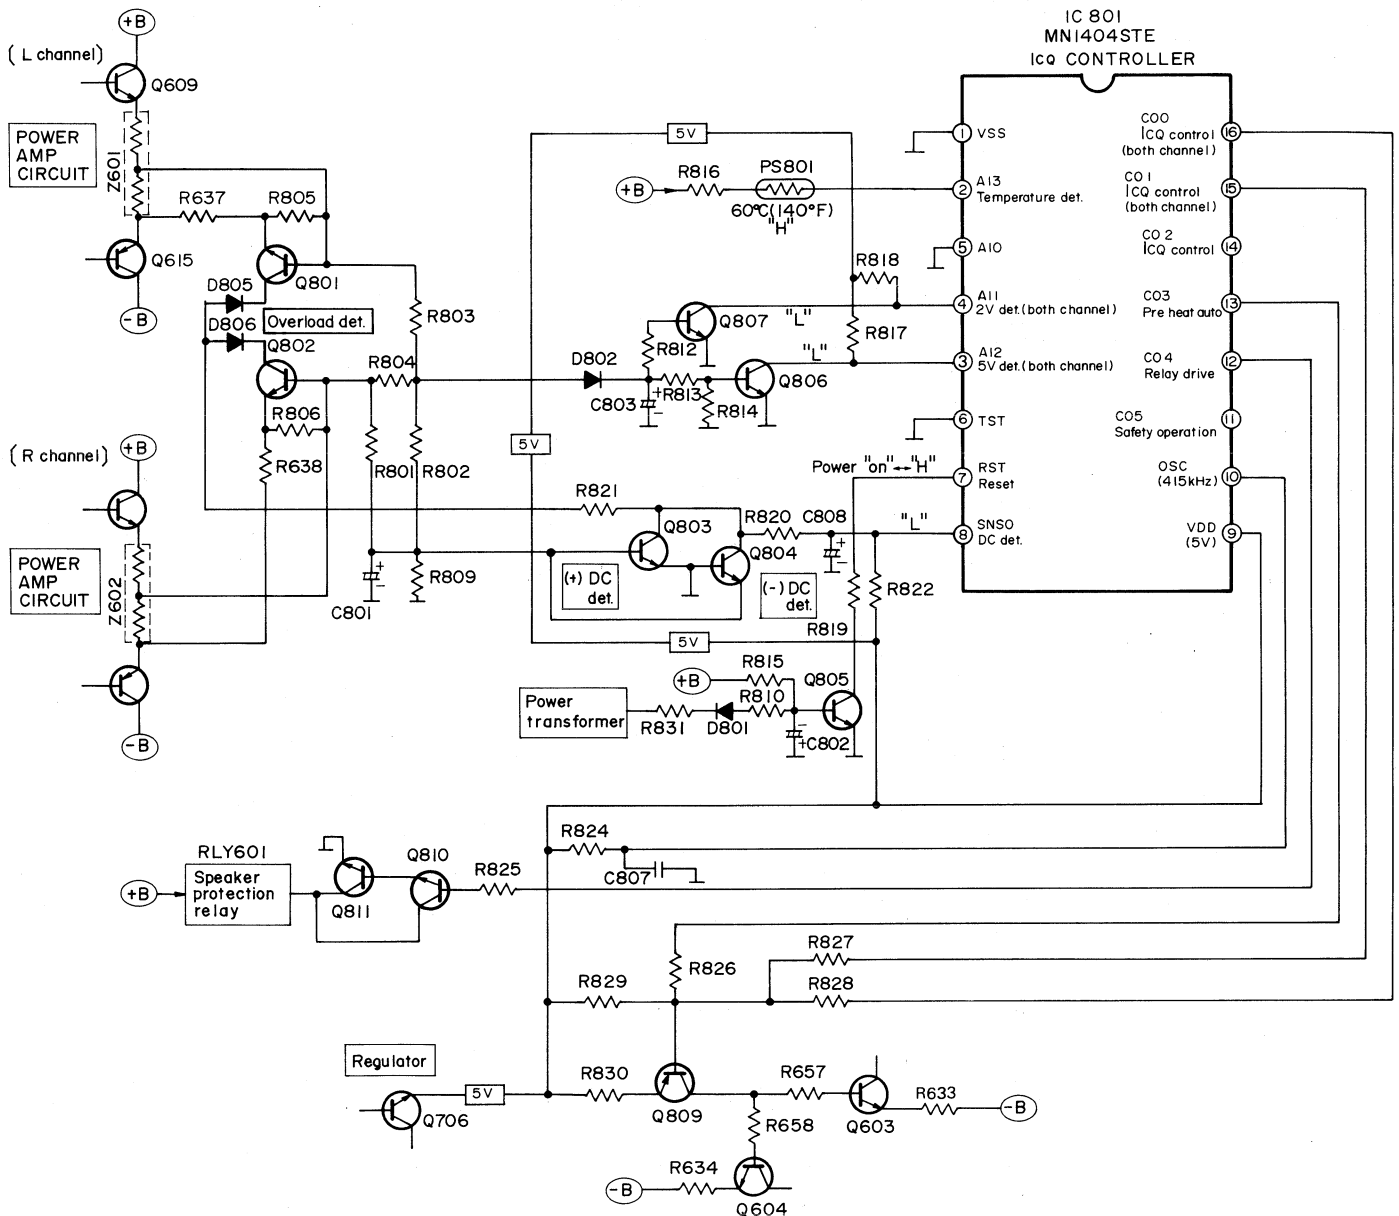 IC 801
MN1404STE
ICQ CONTROLLER
+B
( L channel)
Q609
POWER
AMP
CIRCUIT
Z601
R637
R805
Q615
Q801
-B
D805
D806
Overload det.
Q802
R803
R804
R806
R638
R801
R802
+B
( R channel)
POWER
AMP
CIRCUIT
Z602
-B
5V
+B
R816
PS801
60°C(140°F)
"H"
R818
Q807
"L"
R817
R812
D802
"L"
Q806
C803
+
-
R813
R814
5V
Power "on" ↔ "H"
R821
Q803
R820
C808
"L"
Q804
+
-
(+) DC
det.
(-) DC
det.
R809
C801
+
-
R822
R819
5V
R815
+B
Q805
Power
transformer
R810
R831
D801
-
+
C802
1
VSS
2
A13
Temperature det.
5
A10
4
A11
2V det.(both channel)
3
A12
5V det.(both channel)
6
TST
7
RST
Reset
8
SNSO
DC det.
COO
ICQ control
(both channel)
16
CO1
ICQ control
(both channel)
15
CO2
ICQ control
14
CO3
Pre heat auto
13
CO4
Relay drive
12
CO5
Safety operation
11
OSC
(415kHz)
10
VDD
(5V)
9
R824
C807
RLY601
+B
Speaker
protection
relay
Q811
Q810
R825
R827
R826
R829
R828
Regulator
Q706
5V
R830
Q809
R657
Q603
R633
-B
R658
-B
R634
Q604